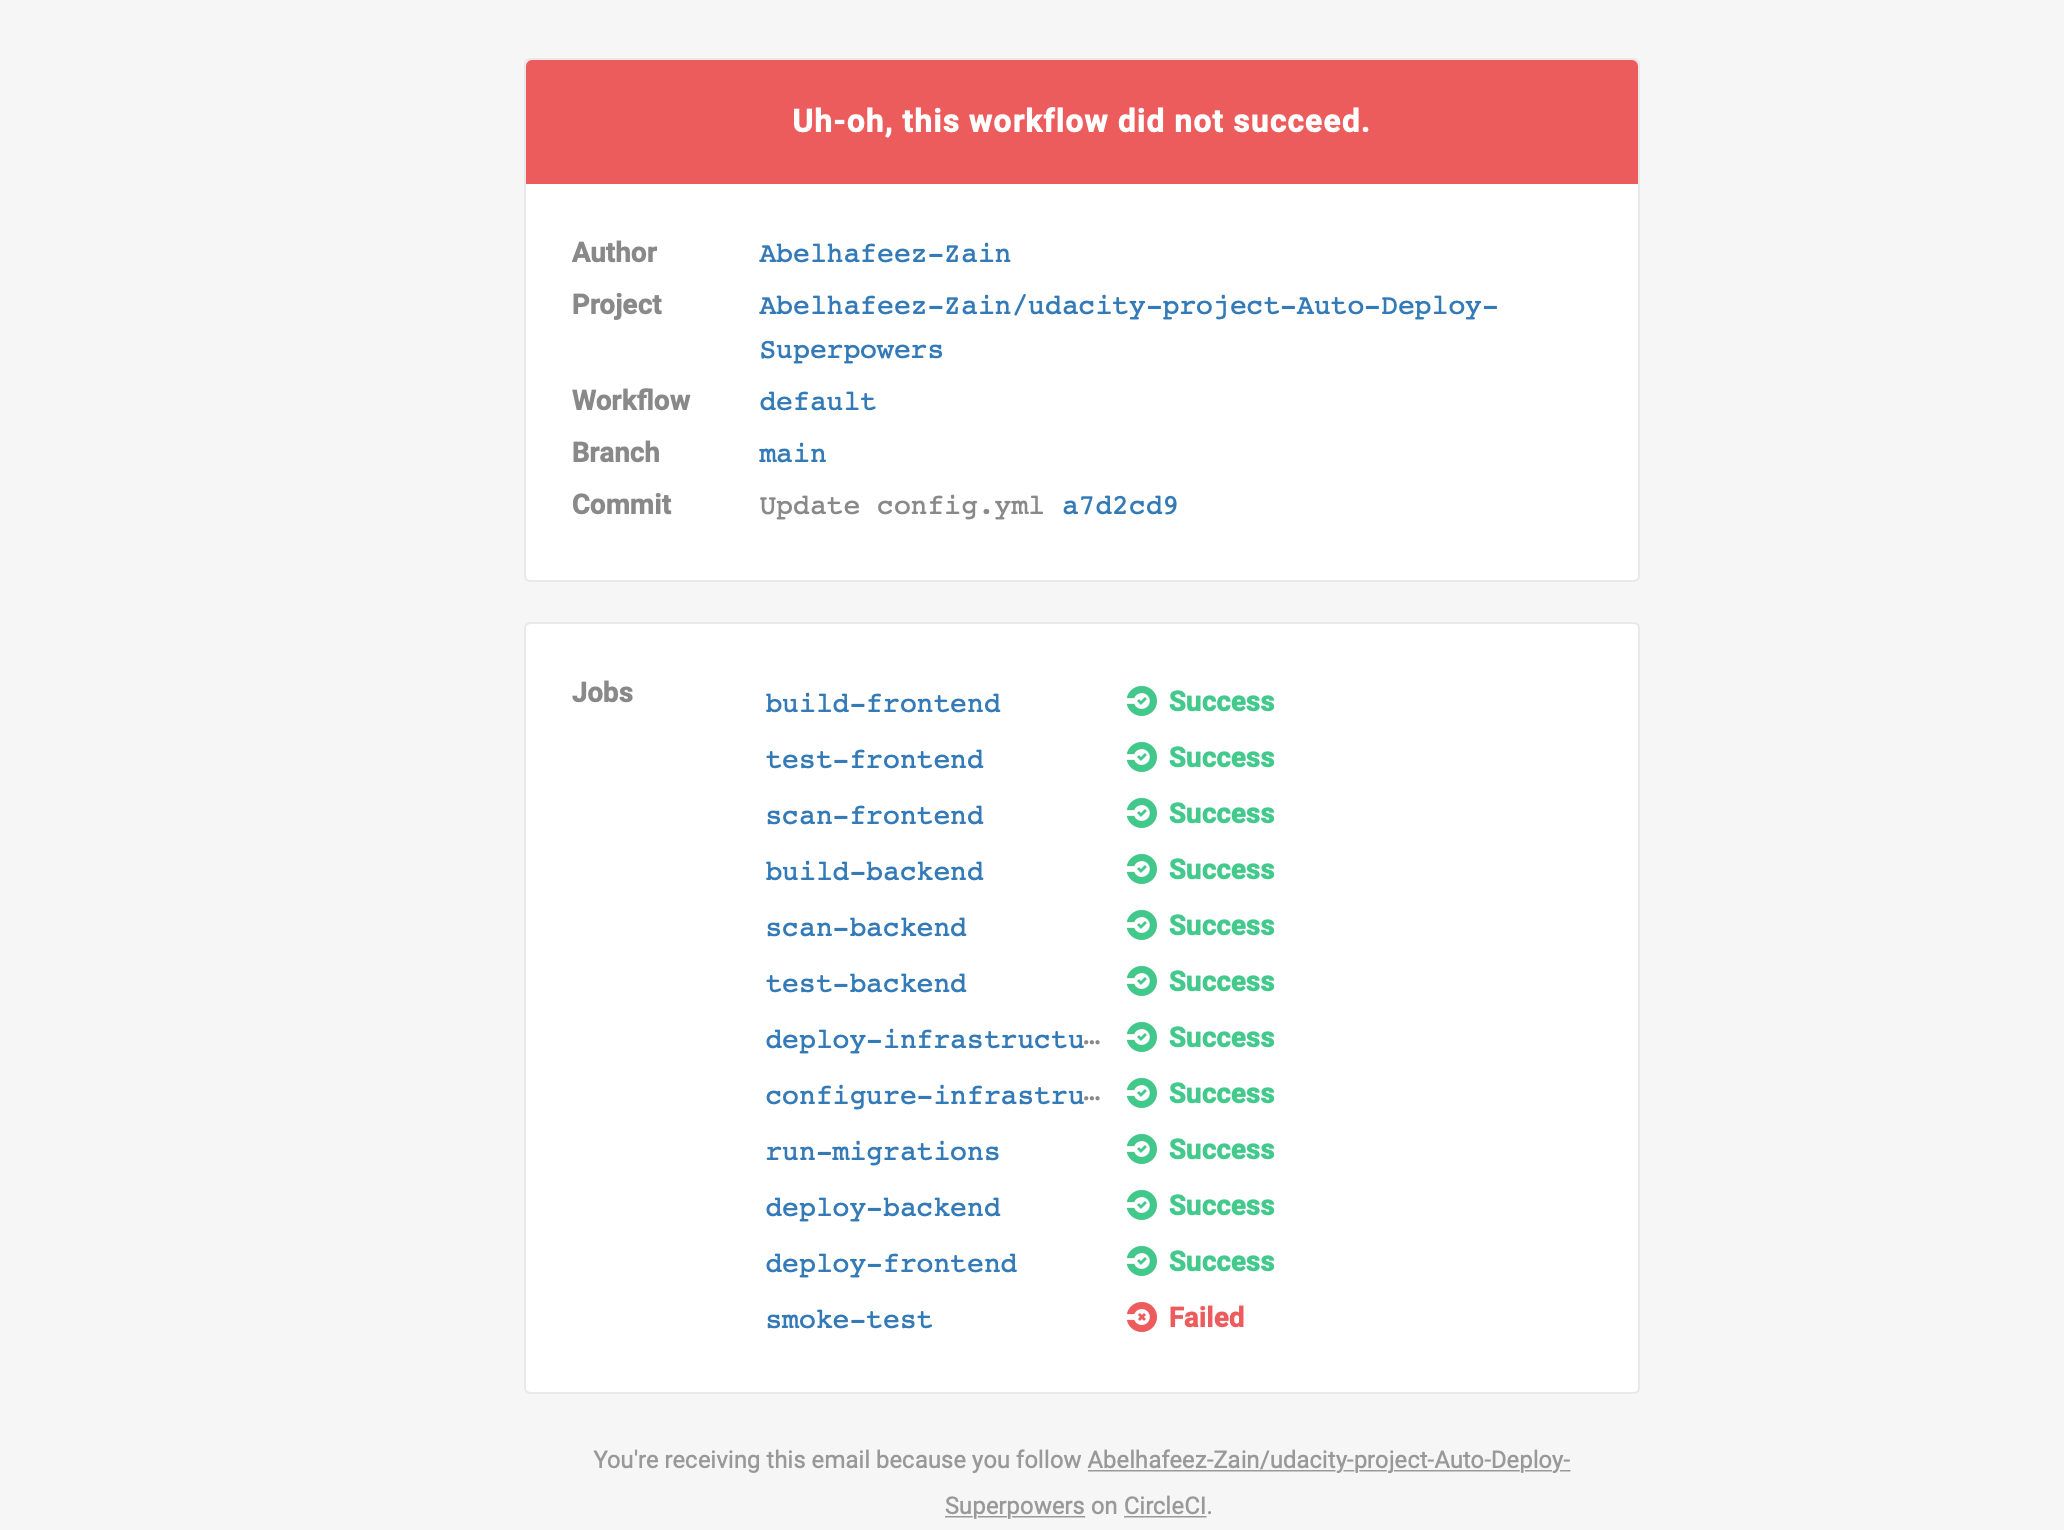 Uh-oh, this workflow did not succeed.
Author Abelhafeez-Zain
Project Abelhafeez-Zain/udacity-project-Auto-Deploy-
Superpowers
Workflow default
Branch main
Commit Update config.yml a7d2cd9
Jobs build-frontend Success
test-frontend Success
scan-frontend Success
build-backend Success
scan-backend Success
test-backend Success
deploy-infrastructu… Success
configure-infrastru… Success
run-migrations Success
deploy-backend Success
deploy-frontend Success
smoke-test Failed
You're receiving this email because you follow Abelhafeez-Zain/udacity-project-Auto-Deploy-
Superpowers on CircleCI.